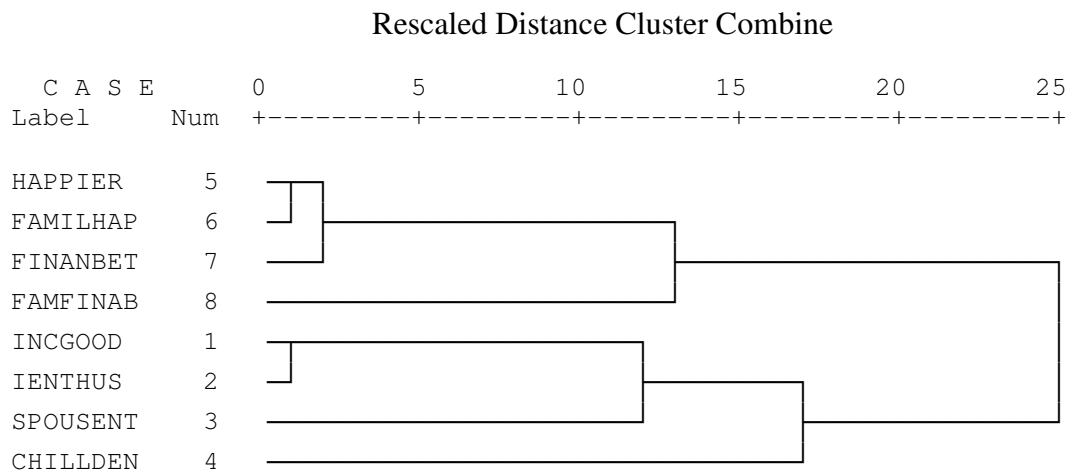 Rescaled Distance Cluster Combine
C A S E 0 5 10 15 20 25
Label Num +---------+---------+---------+---------+---------+
HAPPIER 5
FAMILHAP 6
FINANBET 7
FAMFINAB 8
INCGOOD 1
IENTHUS 2
SPOUSENT 3
CHILLDEN 4